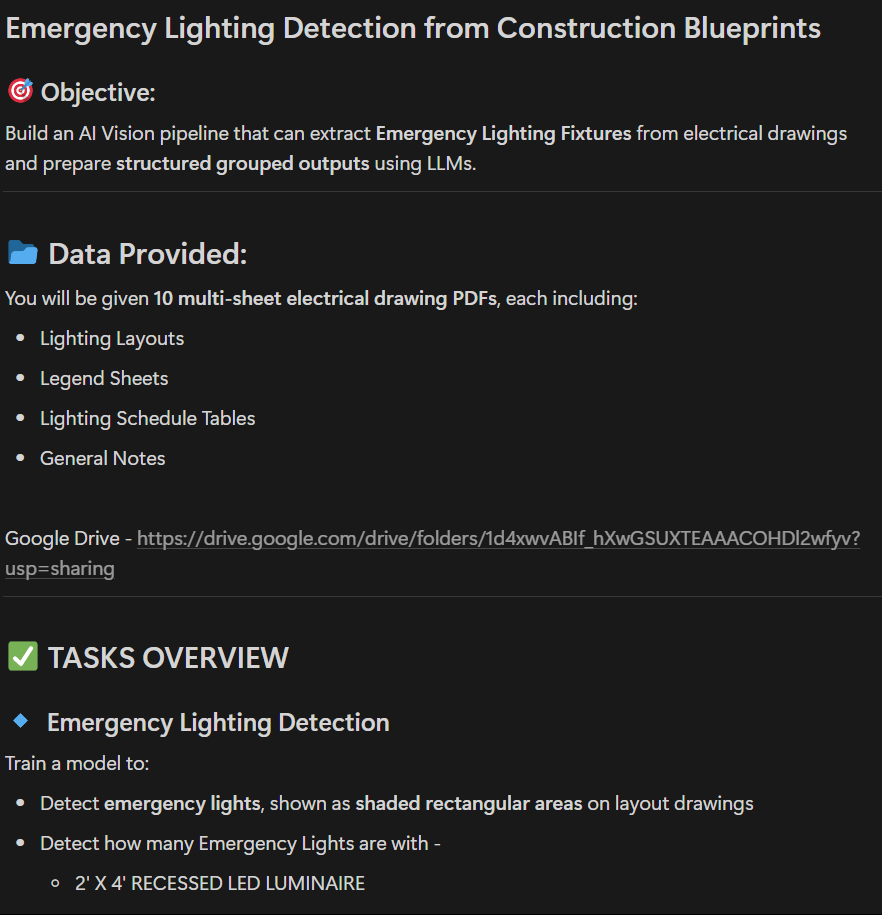 Emergency Lighting Detection from Construction Blueprints
🎯 Objective:
Build an AI Vision pipeline that can extract Emergency Lighting Fixtures from electrical drawings
and prepare structured grouped outputs using LLMs.
📂 Data Provided:
You will be given 10 multi-sheet electrical drawing PDFs, each including:
• Lighting Layouts
• Legend Sheets
• Lighting Schedule Tables
• General Notes
Google Drive - https://drive.google.com/drive/folders/1d4xwvABIf_hXwGSUXTEAAACOHDl2wfyv?
usp=sharing
✅ TASKS OVERVIEW
🔹 Emergency Lighting Detection
Train a model to:
• Detect emergency lights, shown as shaded rectangular areas on layout drawings
• Detect how many Emergency Lights are with -
○ 2' X 4' RECESSED LED LUMINAIRE